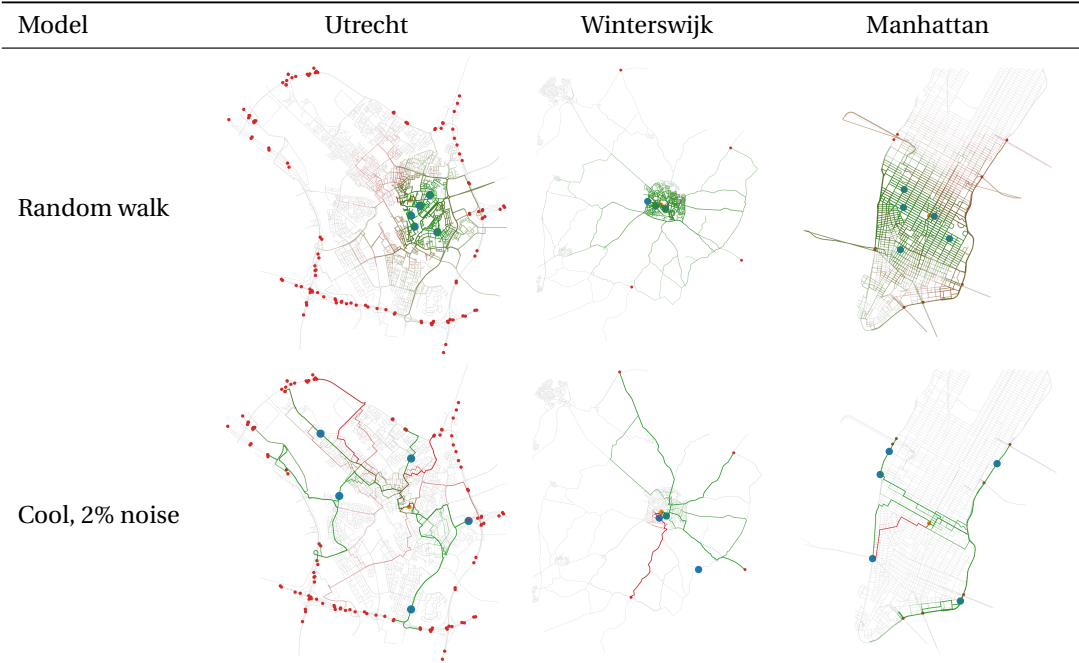 Model Utrecht Winterswijk Manhattan
Random walk
Cool, 2% noise